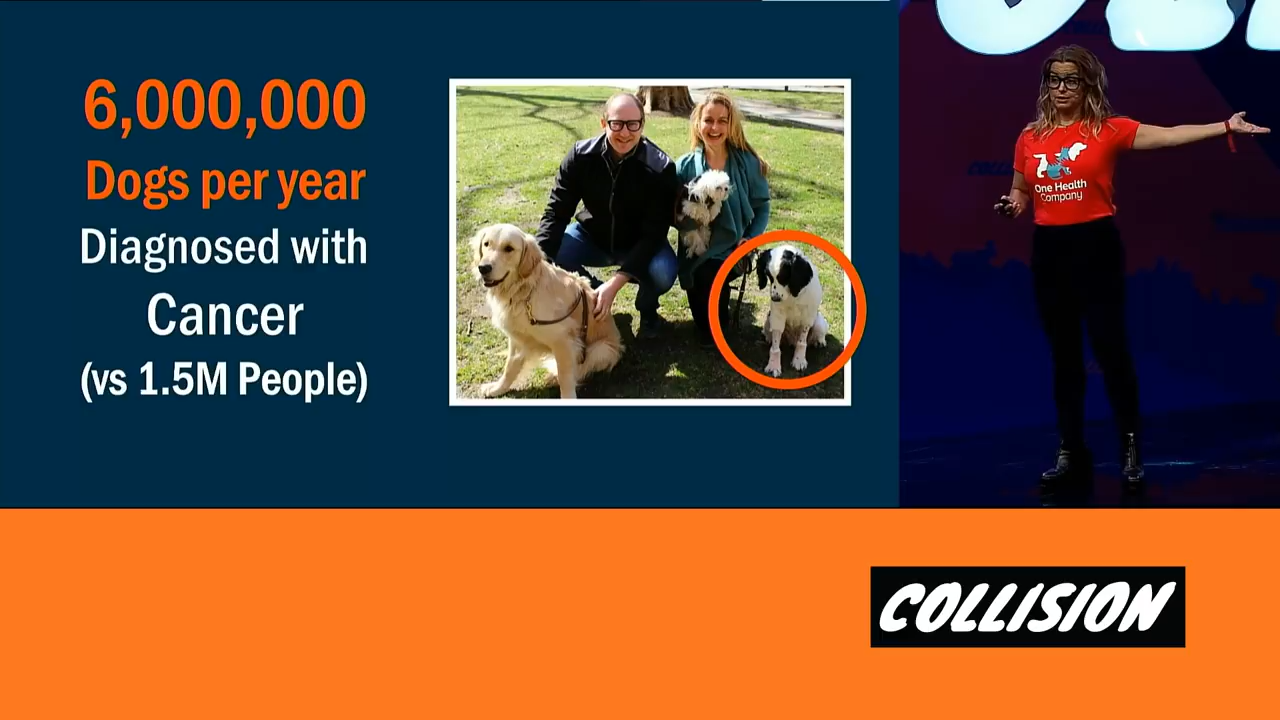 6,000,000
Dogs per year
Diagnosed with
Cancer
(vs 1.5M People)
One Health
Company
COLLISION